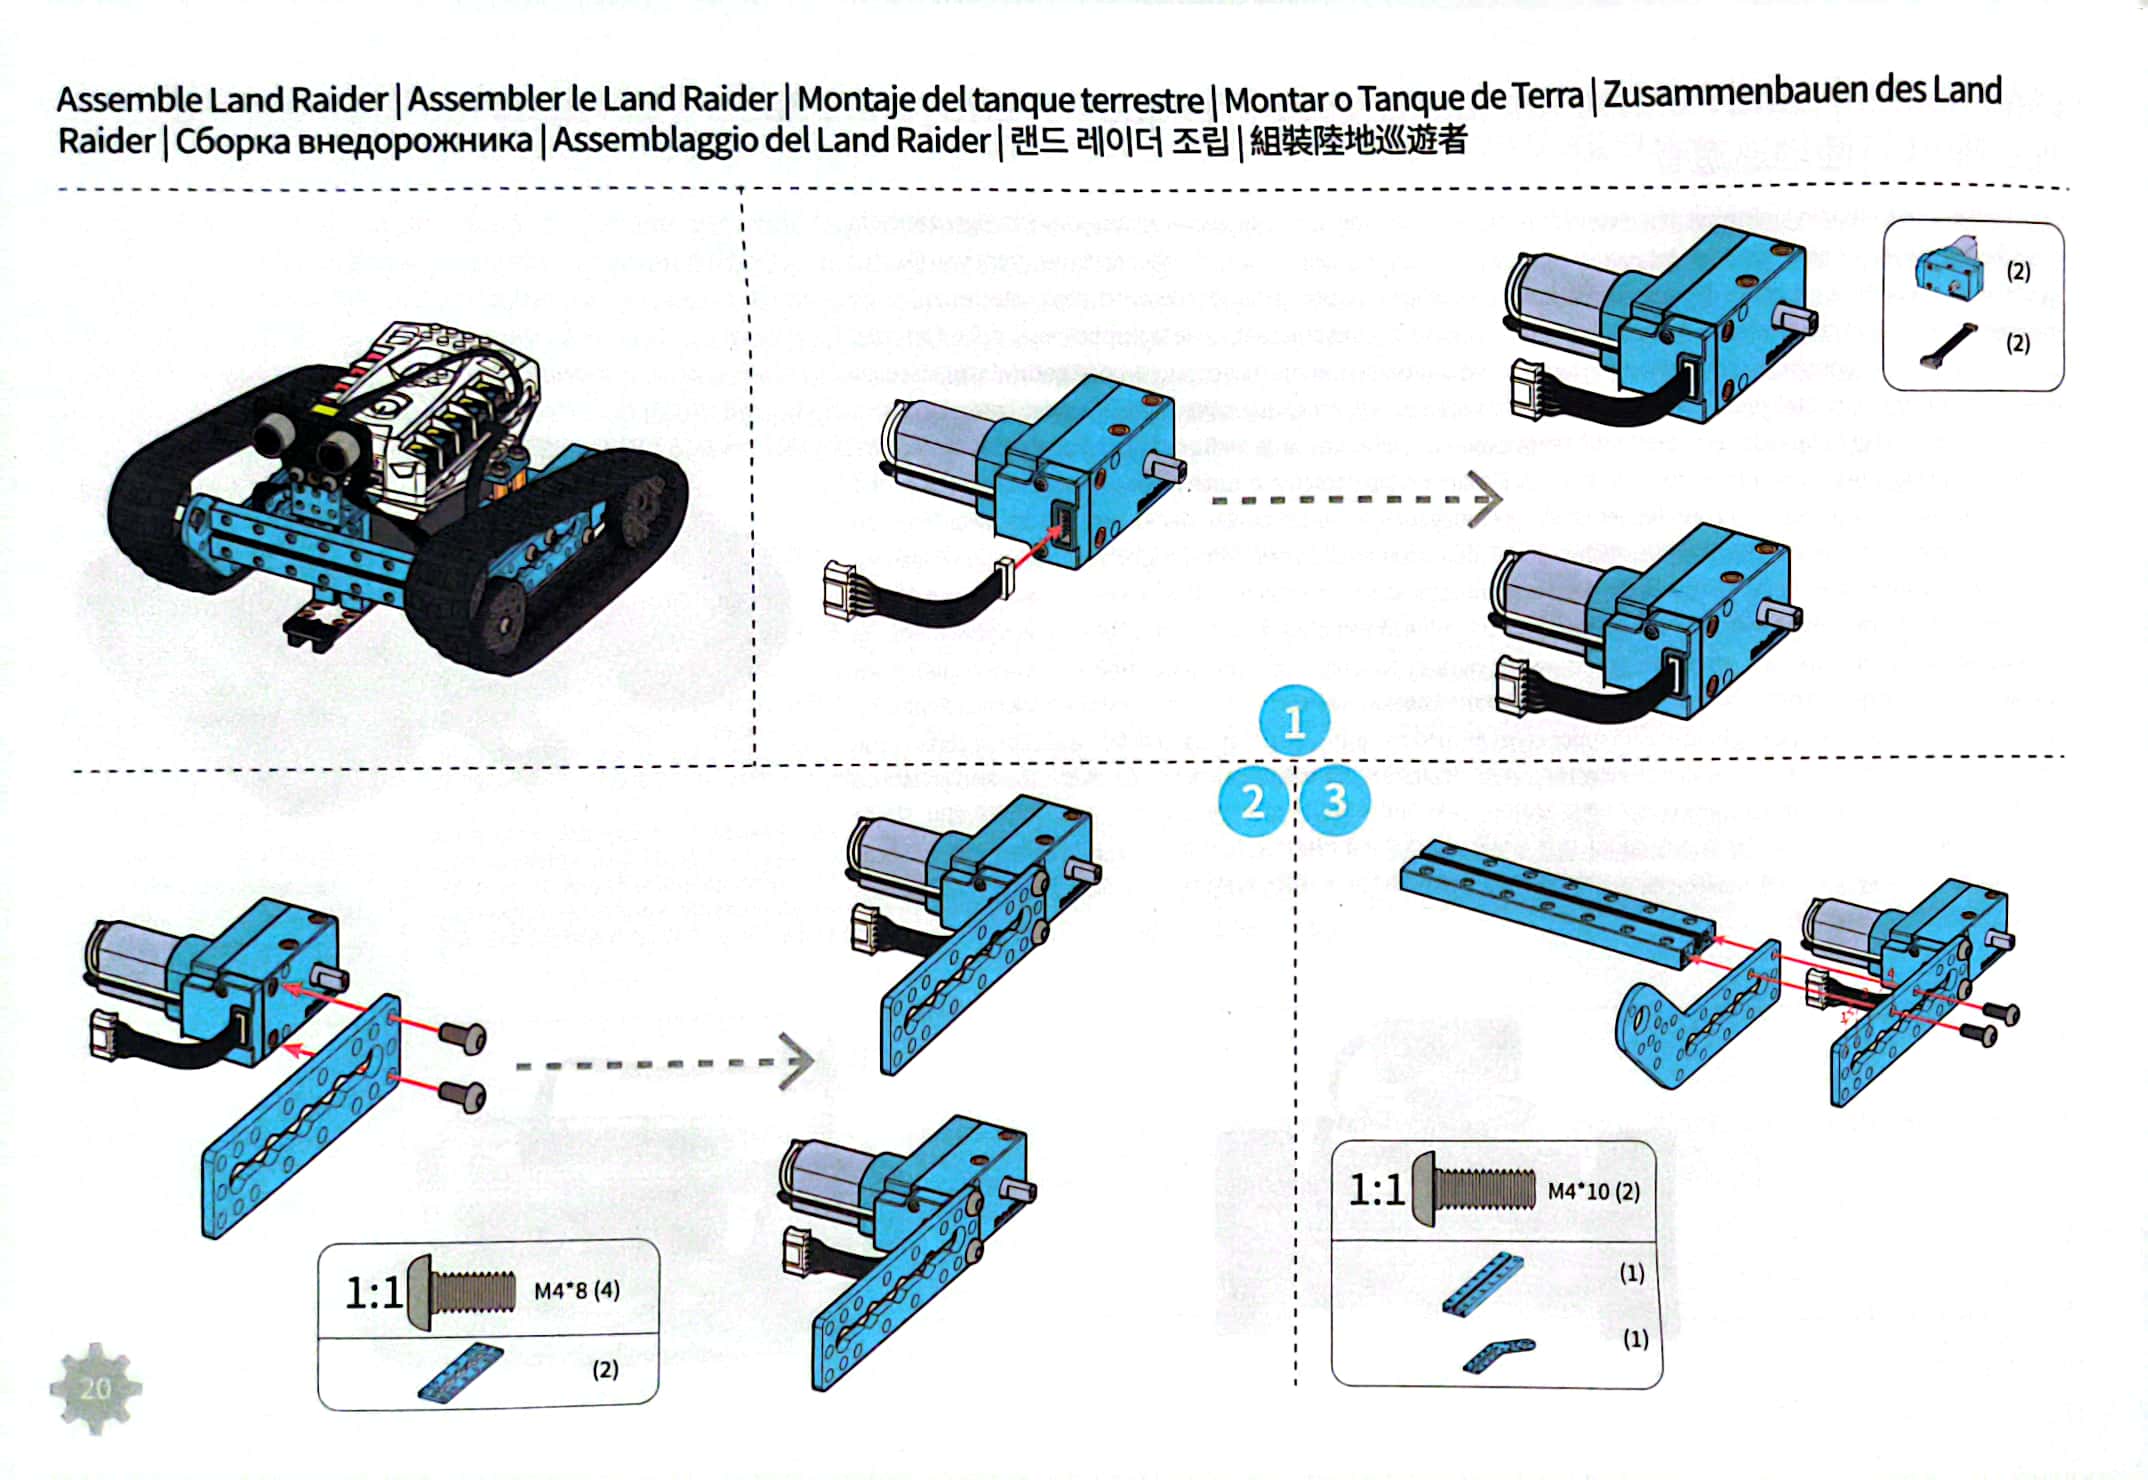 Assemble Land Raider | Assembler le Land Raider | Montaje del tanque terrestre | Montar o Tanque de Terra | Zusammenbauen des Land
Raider | Сборка внедорожника | Assemblaggio del Land Raider | 랜드 레이더 조립 | 組裝陸地巡遊者
(2)
(2)
1
2
3
1:1 M4*8 (4)
(2)
1:1 M4*10 (2)
(1)
(1)
20